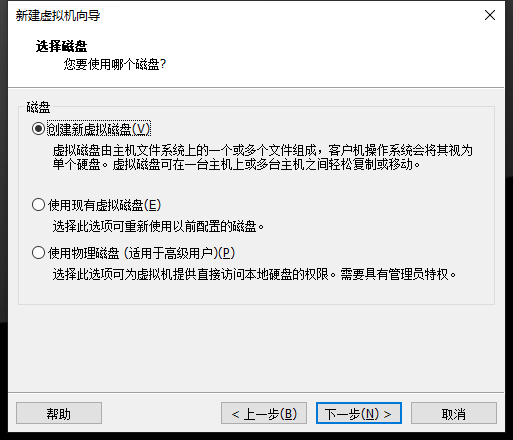 新建虚拟机向导
选择磁盘
您要使用哪个磁盘?
磁盘
创建新虚拟磁盘(V)
虚拟磁盘由主机文件系统上的一个或多个文件组成，客户机操作系统会将其视为
单个硬盘。虚拟磁盘可在一台主机上或多台主机之间轻松复制或移动。
使用现有虚拟磁盘(E)
选择此选项可重新使用以前配置的磁盘。
使用物理磁盘 (适用于高级用户)(P)
选择此选项可为虚拟机提供直接访问本地硬盘的权限。需要具有管理员特权。
帮助
< 上一步(B)
下一步(N) >
取消